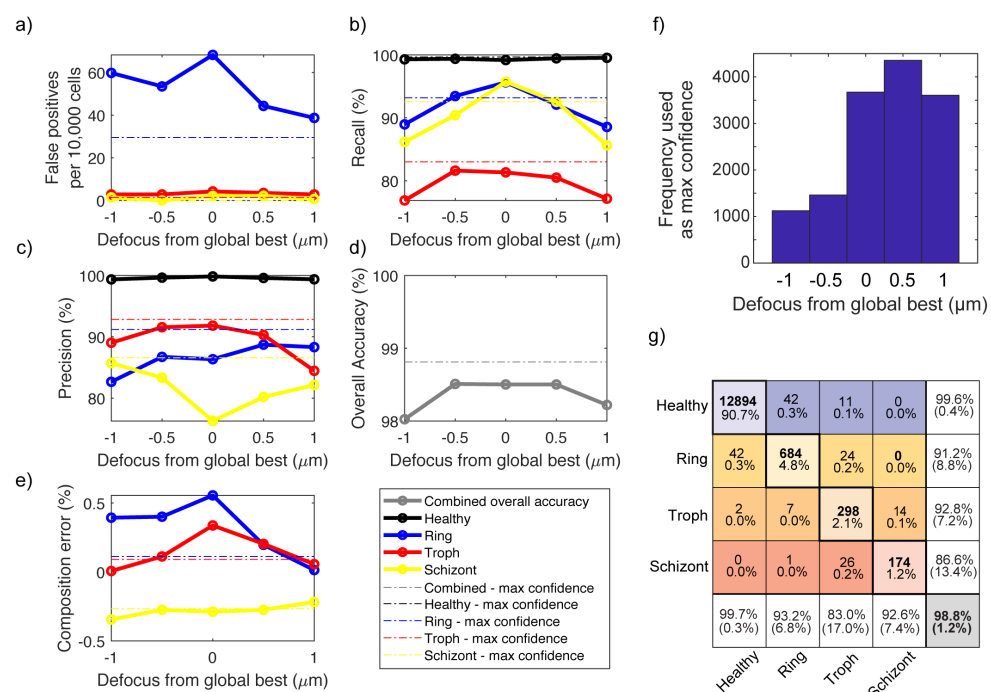 a)
False positives
per 10,000 cells
60
40
20
0
-1
-0.5
0
0.5
1
Defocus from global best (μm)
b)
Recall (%)
100
90
80
-1
-0.5
0
0.5
1
Defocus from global best (μm)
c)
Precision (%)
100
90
80
-1
-0.5
0
0.5
1
Defocus from global best (μm)
d)
Overall Accuracy (%)
100
99
98
-1
-0.5
0
0.5
1
Defocus from global best (μm)
e)
Composition error (%)
0.5
0
-0.5
-1
-0.5
0
0.5
1
Defocus from global best (μm)
Combined overall accuracy
Healthy
Ring
Troph
Schizont
Combined - max confidence
Healthy - max confidence
Ring - max confidence
Troph - max confidence
Schizont - max confidence
f)
Frequency used
as max confidence
4000
3000
2000
1000
0
-1
-0.5
0
0.5
1
Defocus from global best (μm)
g)
Healthy
12894
90.7%
42
0.3%
11
0.1%
0
0.0%
99.6%
(0.4%)
Ring
42
0.3%
684
4.8%
24
0.2%
0
0.0%
91.2%
(8.8%)
Troph
2
0.0%
7
0.0%
298
2.1%
14
0.1%
92.8%
(7.2%)
Schizont
0
0.0%
1
0.0%
26
0.2%
174
1.2%
86.6%
(13.4%)
99.7%
(0.3%)
93.2%
(6.8%)
83.0%
(17.0%)
92.6%
(7.4%)
98.8%
(1.2%)
Healthy
Ring
Troph
Schizont